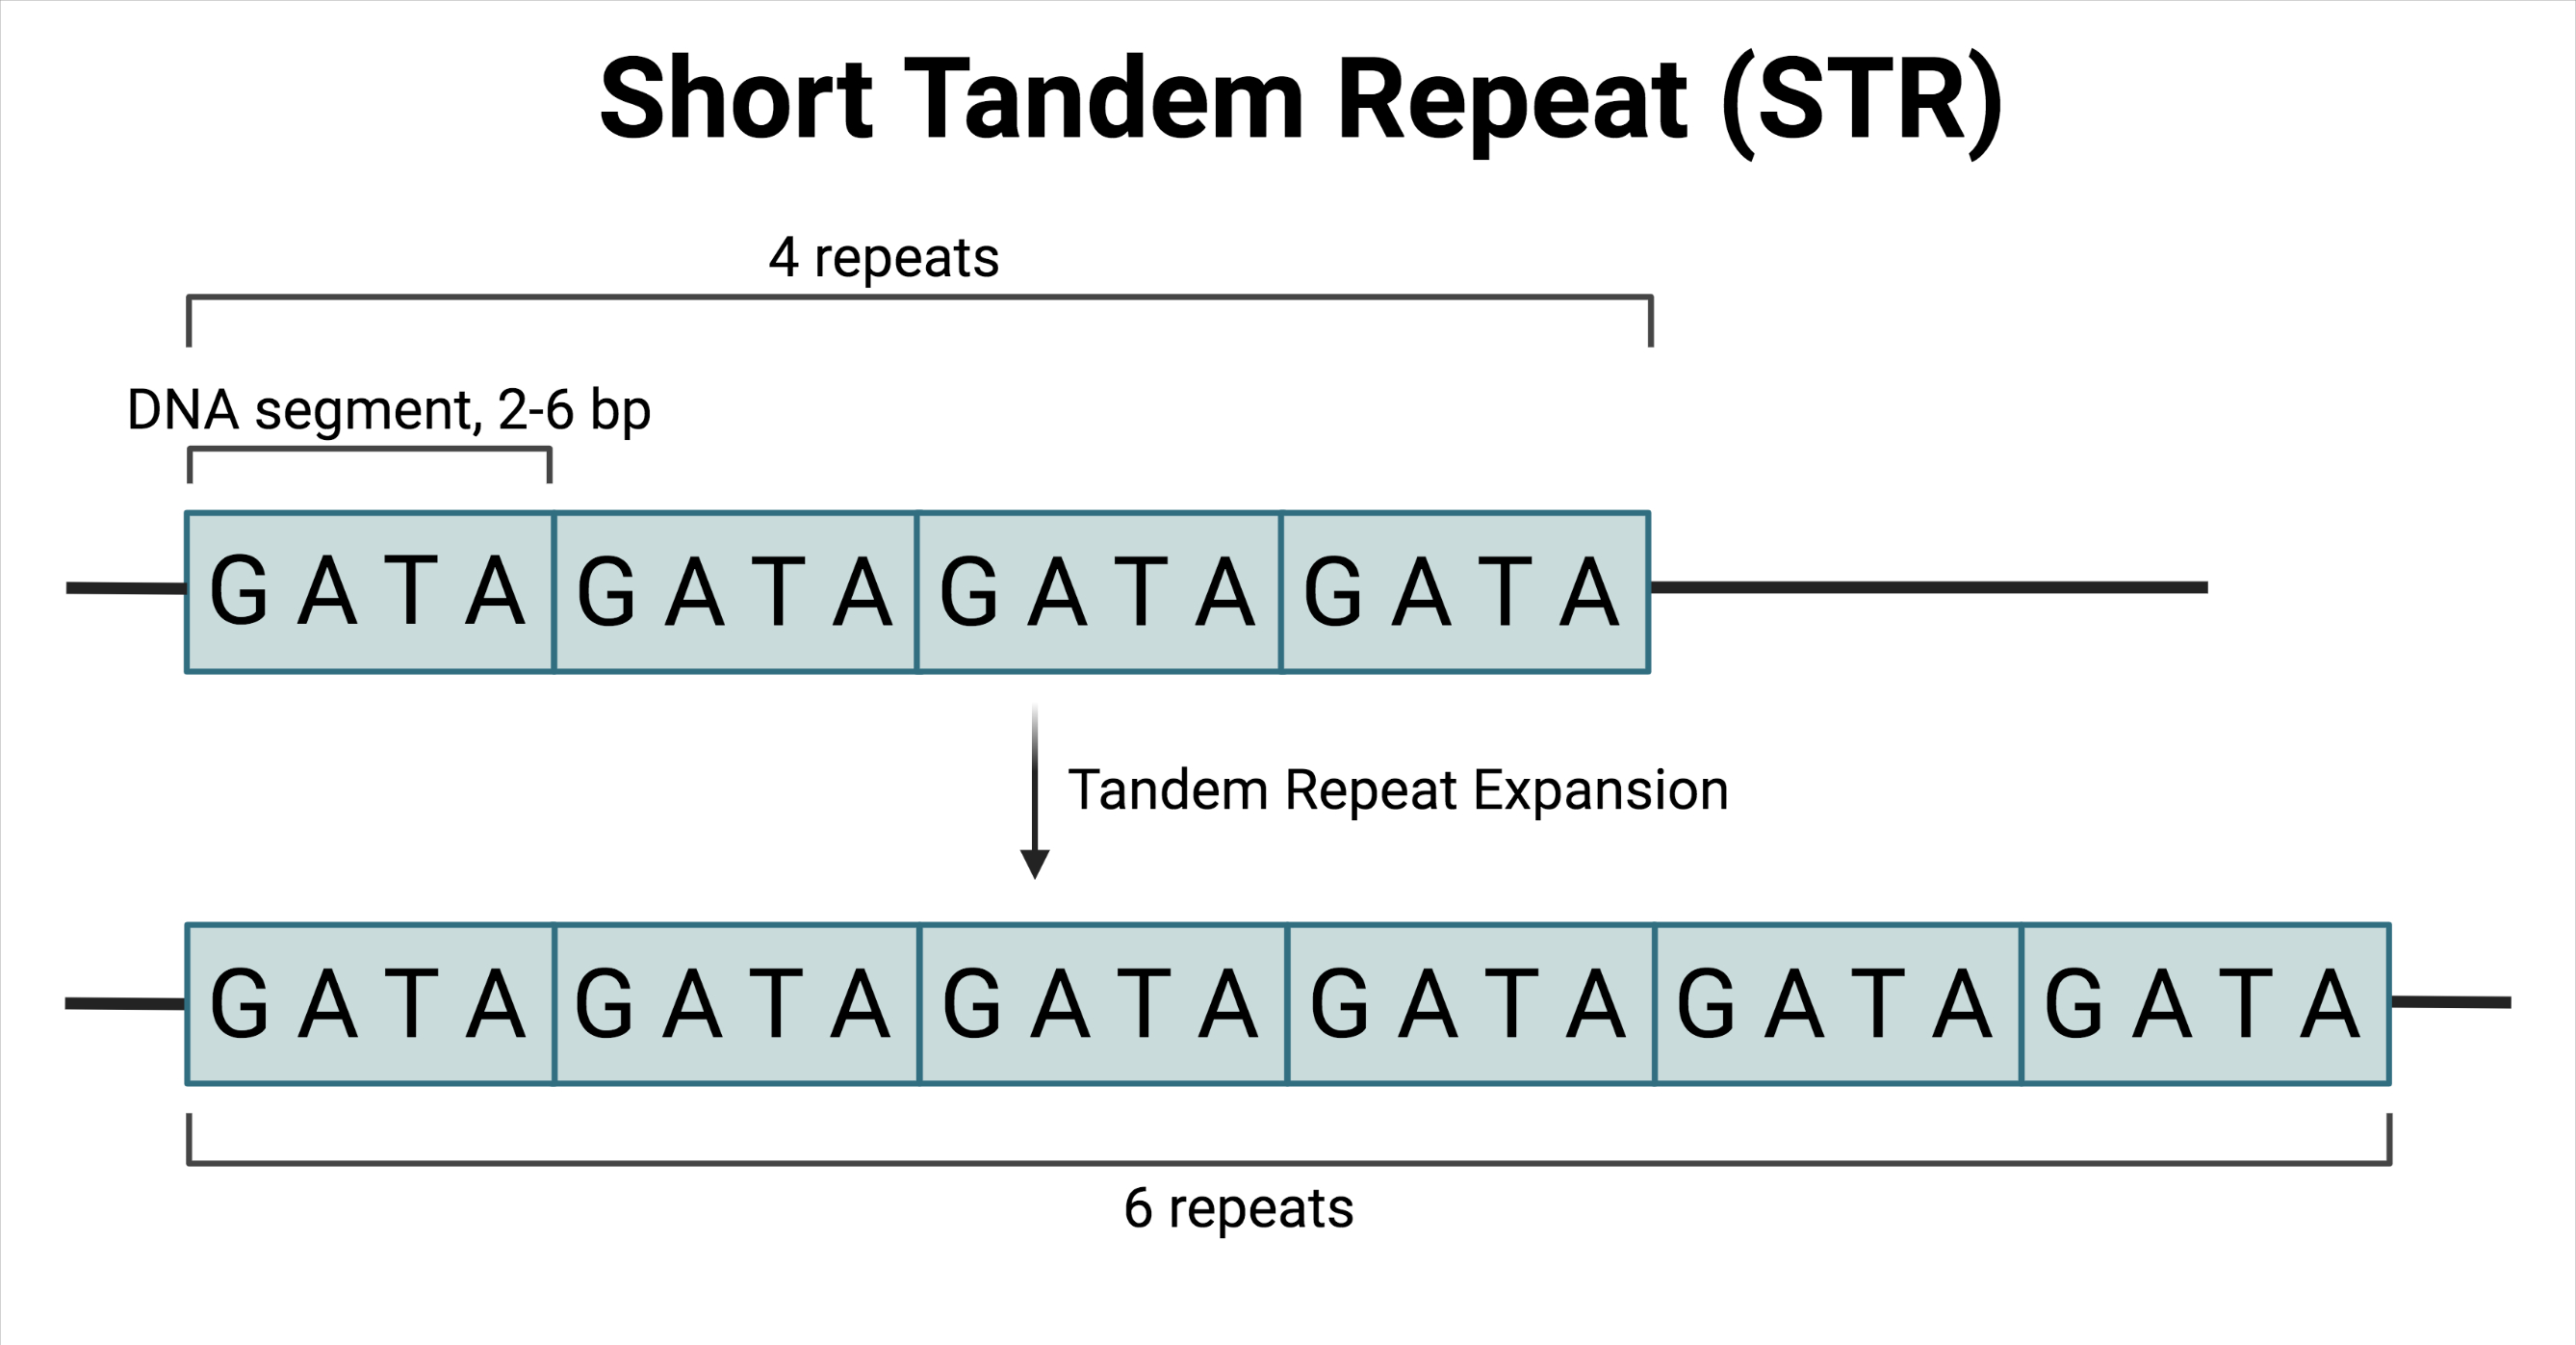 Short Tandem Repeat (STR)
4 repeats
DNA segment, 2-6 bp
G A T A G A T A G A T A G A T A
Tandem Repeat Expansion
G A T A G A T A G A T A G A T A G A T A G A T A
6 repeats